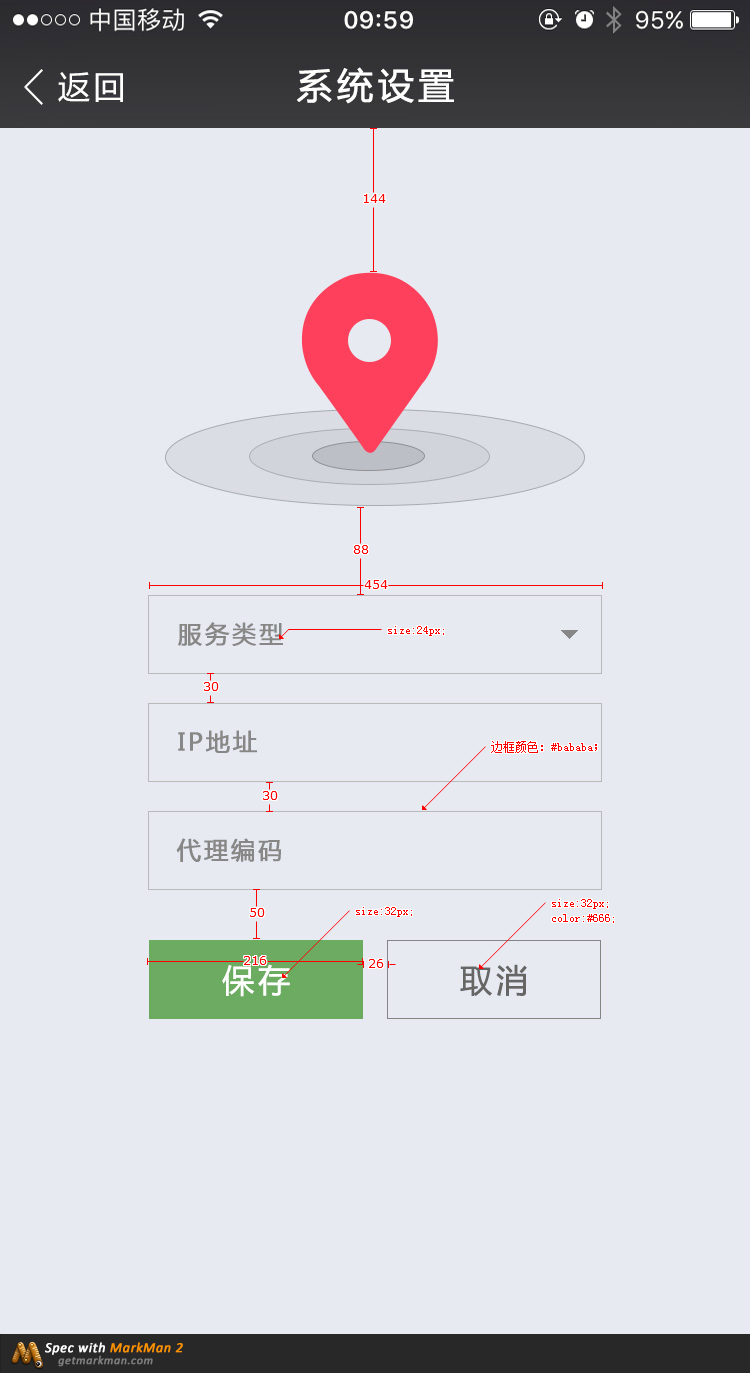 中国移动 09:59 95%
返回 系统设置
144
88
454
服务类型 size:24px;
30
IP地址
边框颜色: #bababa;
30
代理编码
50 size:32px; size:32px;
color:#666;
216 26
保存 取消
Spec with MarkMan 2
getmarkman.com